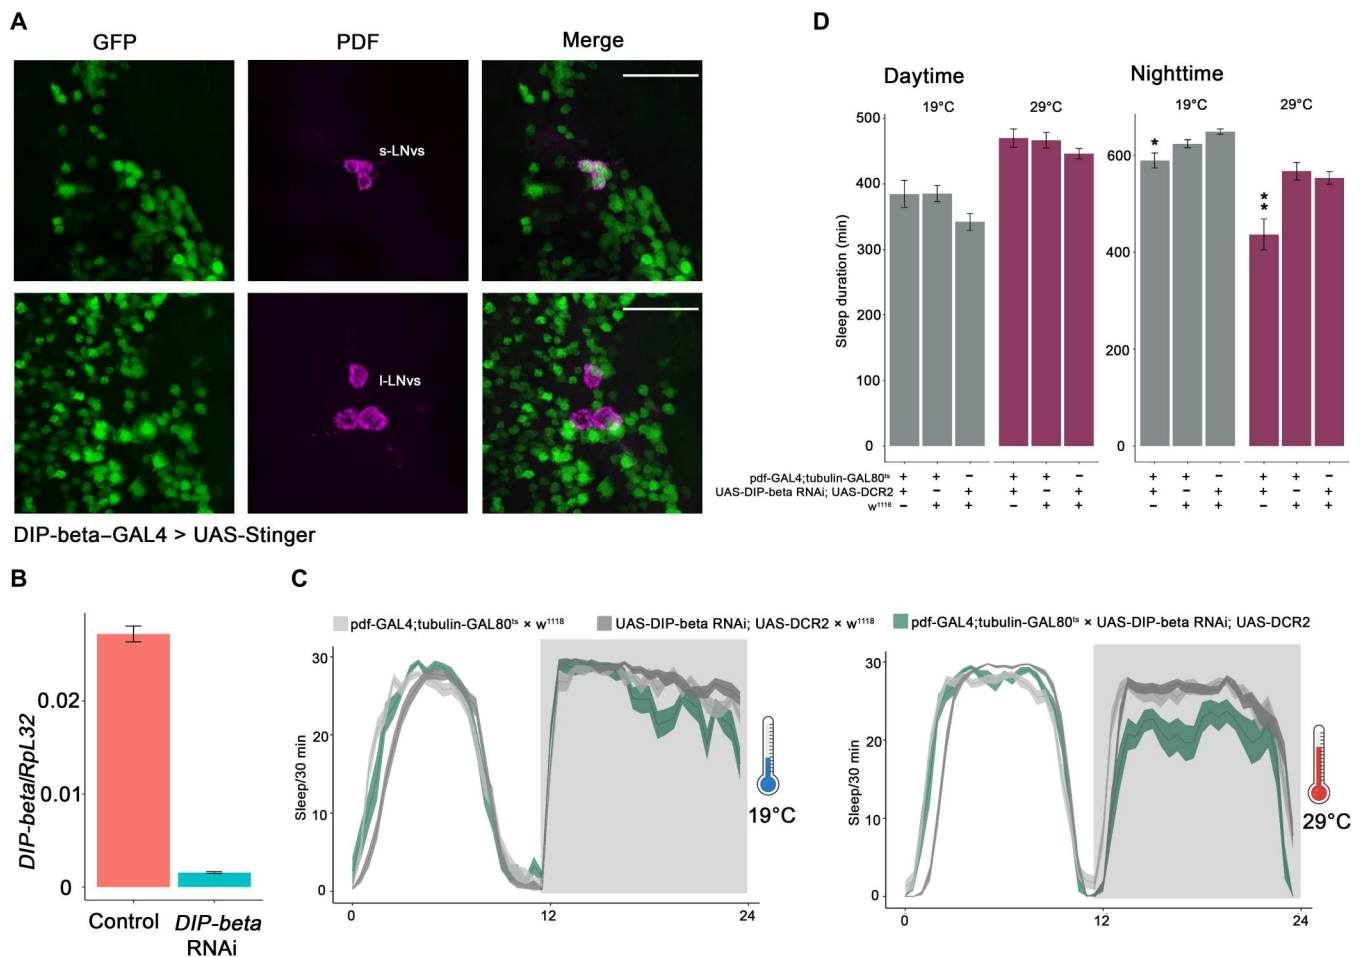 A
GFP
PDF
Merge
s-LNvs
l-LNvs
DIP-beta–GAL4 > UAS-Stinger
B
DIP-beta/RpL32
0.02
0.01
0
Control
DIP-beta
RNAi
C
pdf-GAL4;tubulin-GAL80ᵗˢ × w¹¹¹⁸
UAS-DIP-beta RNAi; UAS-DCR2 × w¹¹¹⁸
pdf-GAL4;tubulin-GAL80ᵗˢ × UAS-DIP-beta RNAi; UAS-DCR2
Sleep/30 min
30
20
10
0
0
12
24
19°C
Sleep/30 min
30
20
10
0
0
12
24
29°C
D
Daytime
Nighttime
19°C
29°C
19°C
29°C
Sleep duration (min)
500
400
300
200
100
0
600
400
200
0
*
*
*
pdf-GAL4;tubulin-GAL80ᵗˢ + + – + + – + + – + + –
UAS-DIP-beta RNAi; UAS-DCR2 + – + + – + + – + + – +
w¹¹¹⁸ – + + – + + – + + – + +